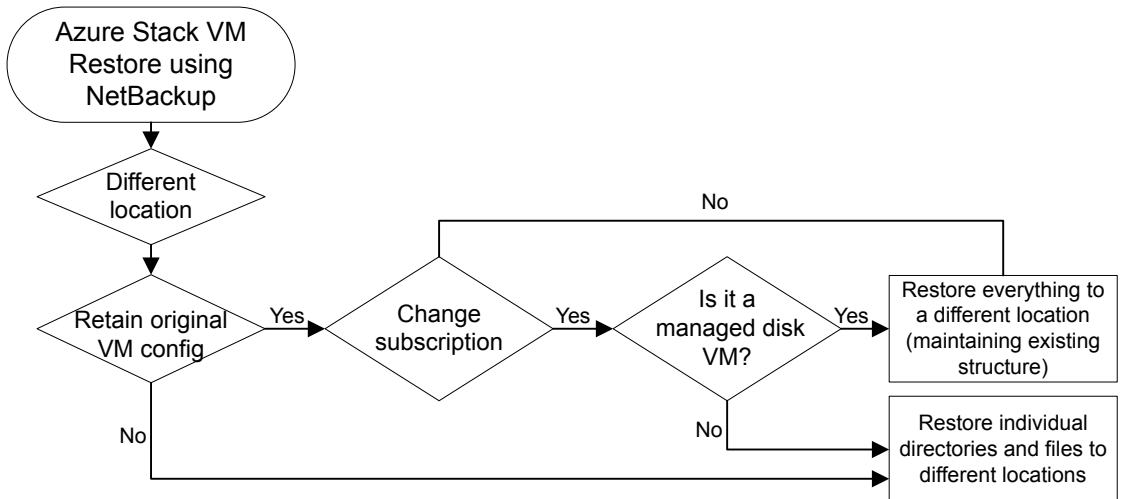 Azure Stack VM
Restore using
NetBackup
Different
location
No
Retain original
VM config
Yes
Change
subscription
Yes
Is it a
managed disk
VM?
Yes
Restore everything to
a different location
(maintaining existing
structure)
No
No
Restore individual
directories and files to
different locations